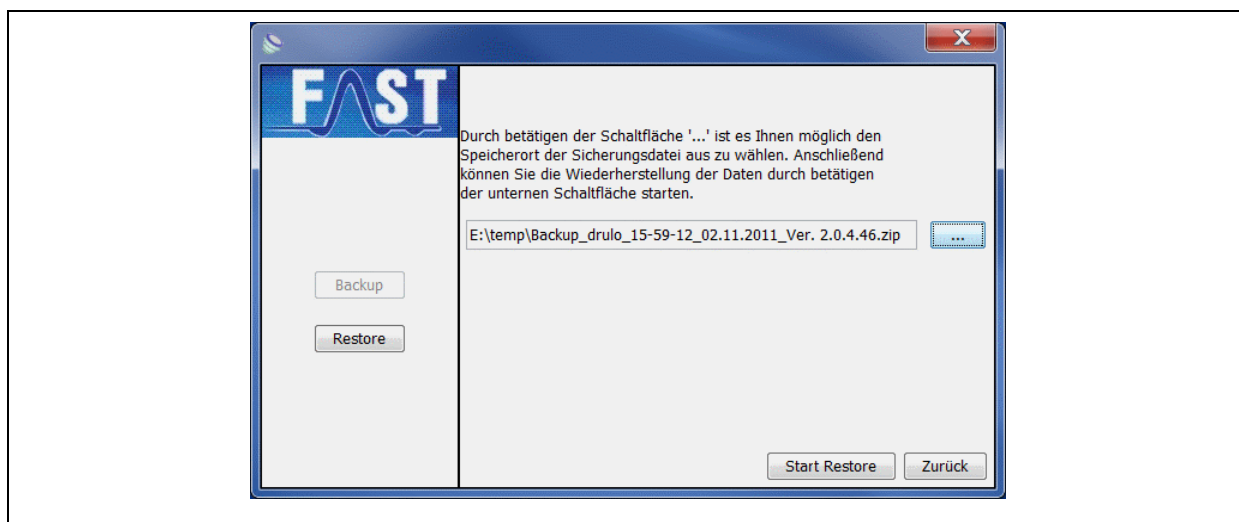 X
FAST
Durch betätigen der Schaltfläche '...' ist es Ihnen möglich den
Speicherort der Sicherungsdatei aus zu wählen. Anschließend
können Sie die Wiederherstellung der Daten durch betätigen
der unternen Schaltfläche starten.
E:\temp\Backup_drulo_15-59-12_02.11.2011_Ver. 2.0.4.46.zip ...
Backup
Restore
Start Restore Zurück